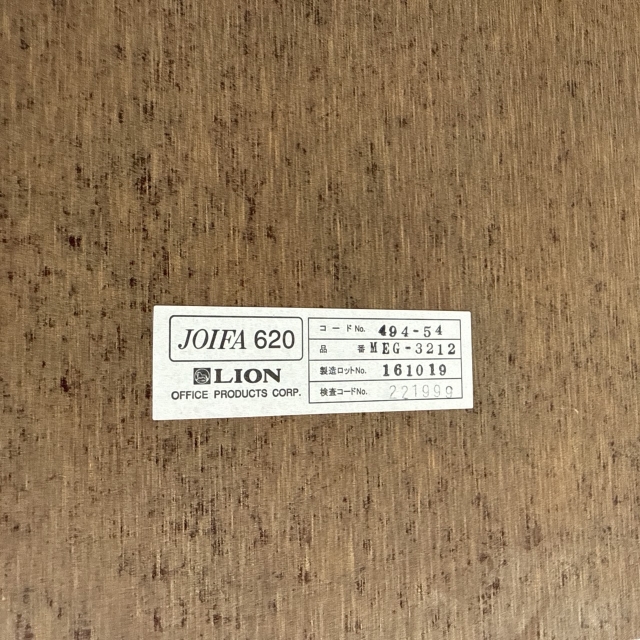 JOIFA 620
LION
OFFICE PRODUCTS CORP.
コードNo. 494-54
品番 MEG-3212
製造ロットNo. 161019
検査コードNo. 221999